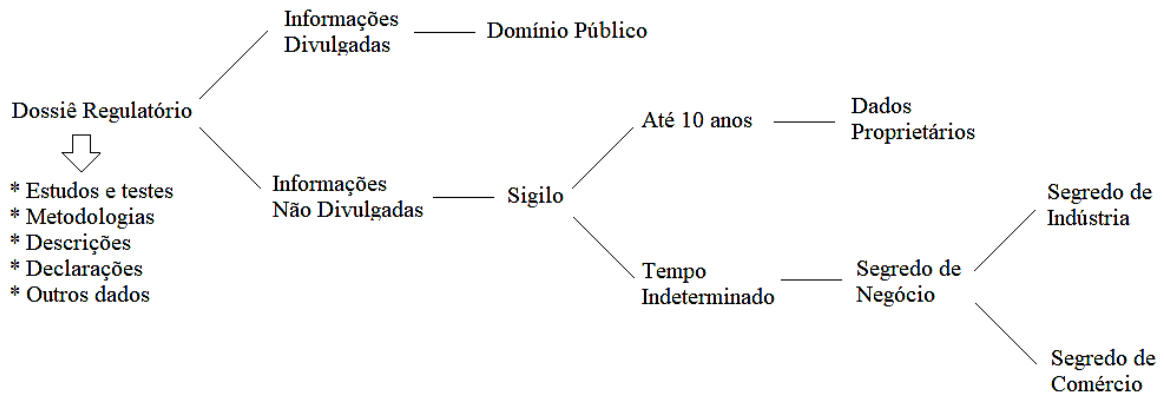 Informações
Divulgadas
Domínio Público
Dossiê Regulatório
* Estudos e testes
* Metodologias
* Descrições
* Declarações
* Outros dados
Informações
Não Divulgadas
Sigilo
Até 10 anos
Dados
Proprietários
Tempo
Indeterminado
Segredo de
Negócio
Segredo de
Indústria
Segredo de
Comércio